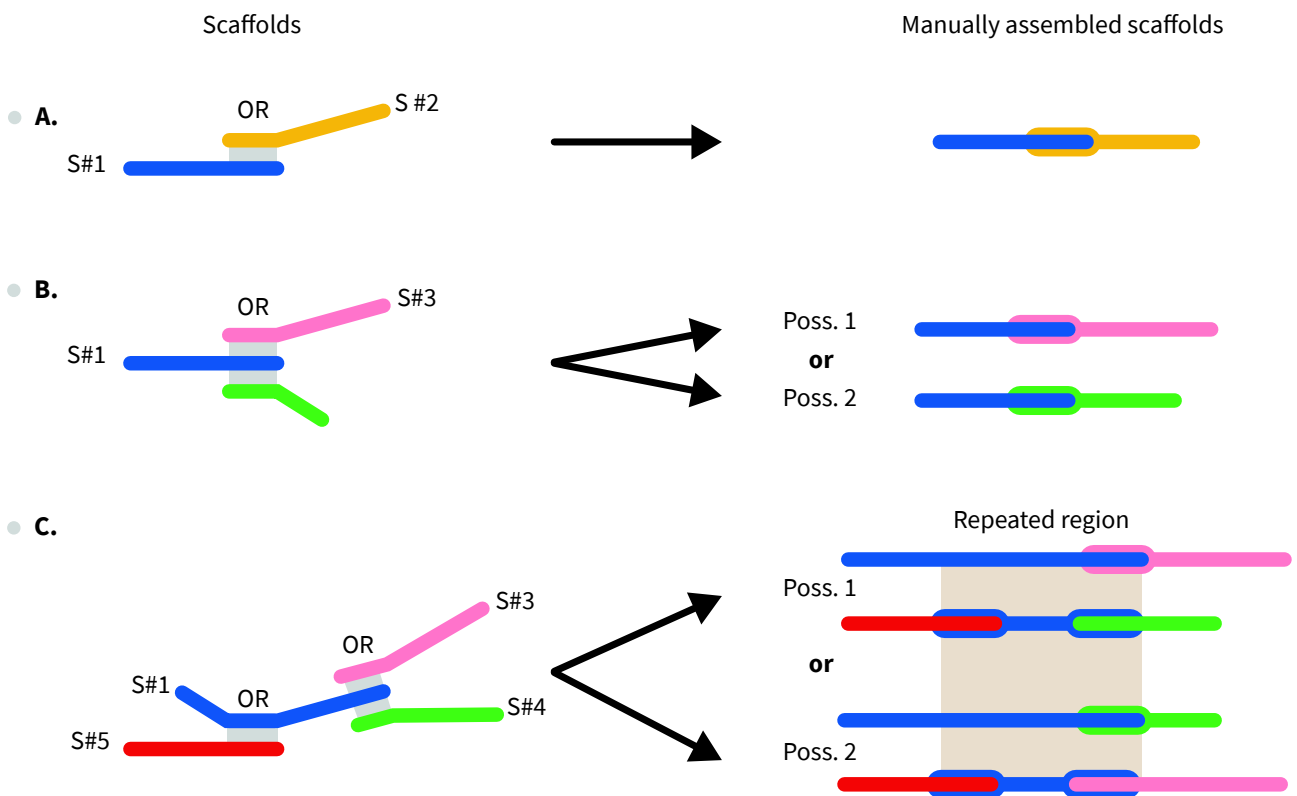 Scaffolds
Manually assembled scaffolds
A.
OR
S #2
S#1
B.
OR
S#3
S#1
Poss. 1
or
Poss. 2
C.
Repeated region
S#3
OR
S#1
OR
S#4
S#5
Poss. 1
or
Poss. 2